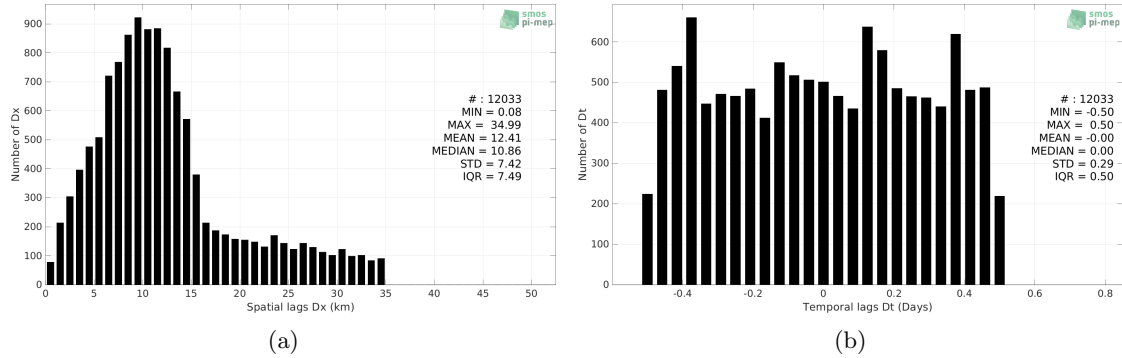 smos
pi-mep
900
800
700
600
500
400
300
200
100
0
Number of Dx
# : 12033
MIN = 0.08
MAX = 34.99
MEAN = 12.41
MEDIAN = 10.86
STD = 7.42
IQR = 7.49
0 5 10 15 20 25 30 35 40 45 50
Spatial lags Dx (km)
(a)
smos
pi-mep
600
500
400
300
200
100
0
Number of Dt
# : 12033
MIN = -0.50
MAX = 0.50
MEAN = -0.00
MEDIAN = 0.00
STD = 0.29
IQR = 0.50
-0.4 -0.2 0 0.2 0.4 0.6 0.8
Temporal lags Dt (Days)
(b)